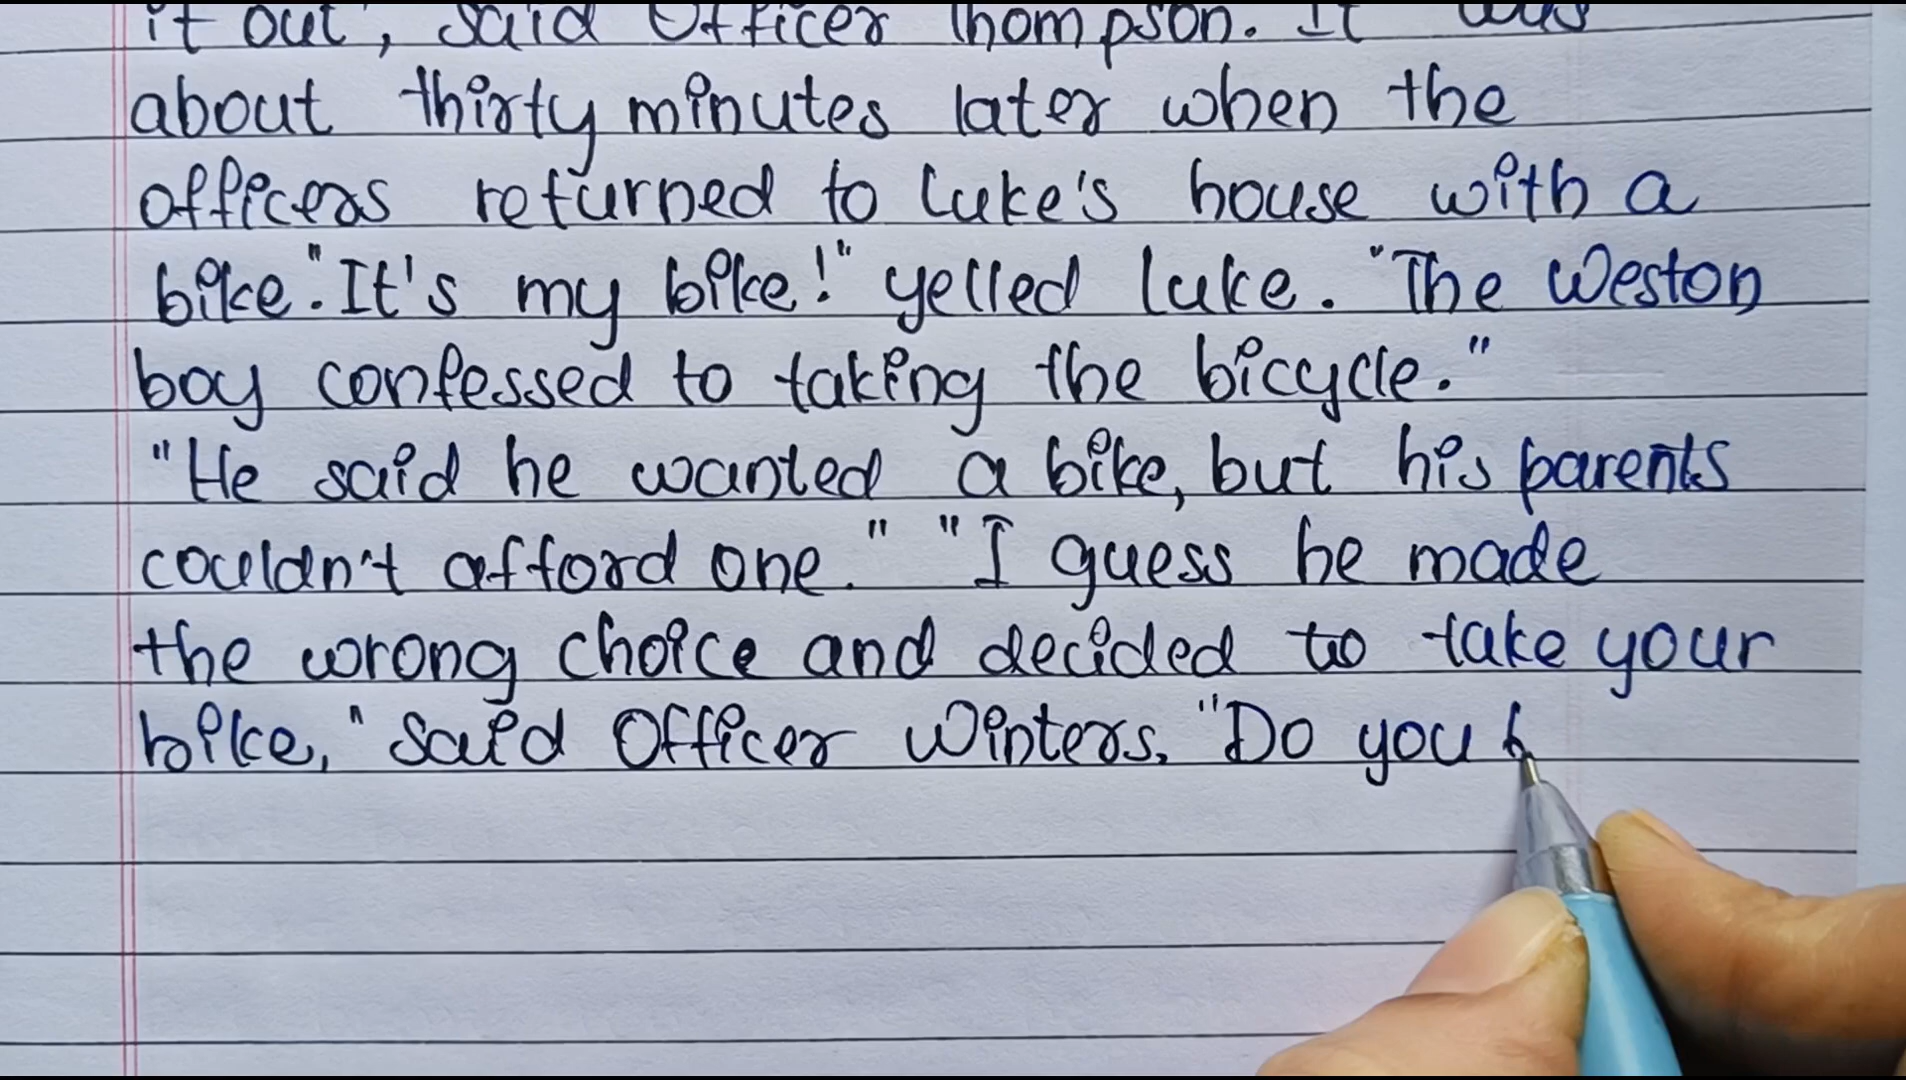 it out", said Officer Thompson. It was
about thirty minutes later when the
officers returned to Luke's house with a
bike."It's my bike!" yelled Luke. "The Weston
boy confessed to taking the bicycle."
"He said he wanted a bike, but his parents
couldn't afford one." "I guess he made
the wrong choice and decided to take your
bike," said Officer Winters. "Do you